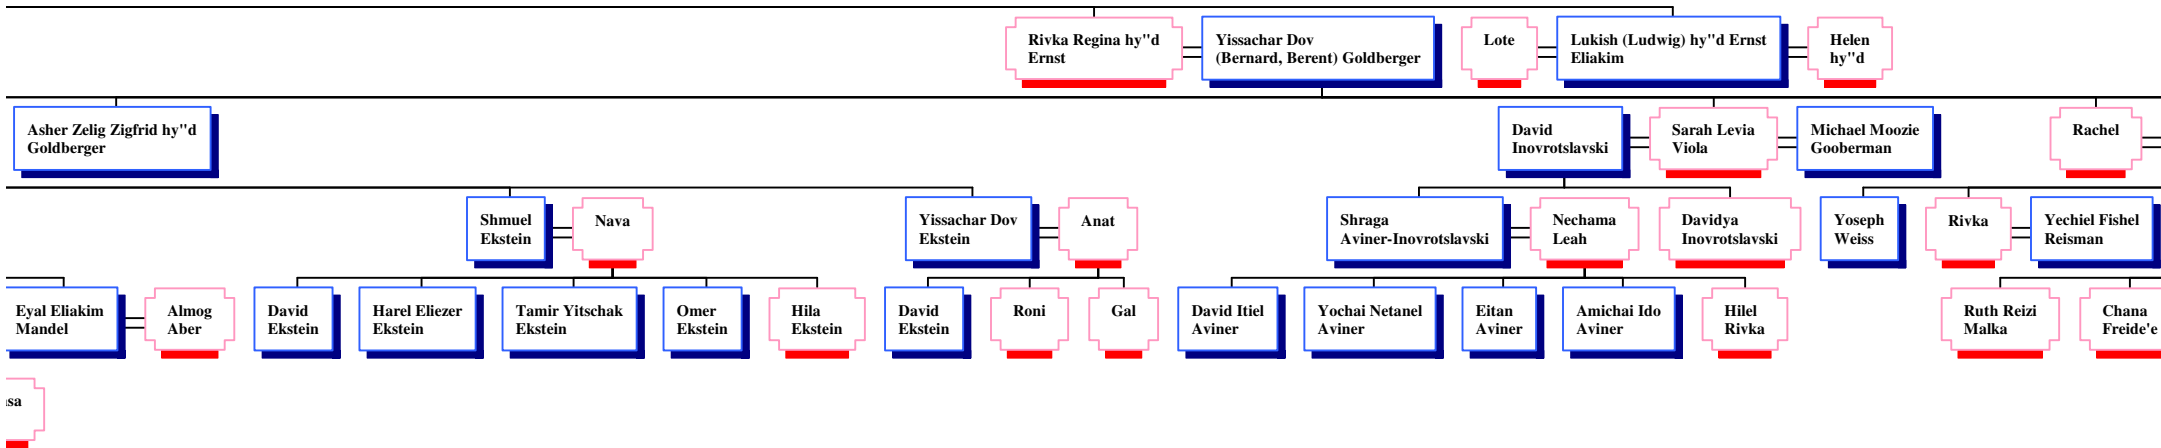 Rivka Regina hy"d
Ernst
Yissachar Dov
(Bernard, Berent) Goldberger
Lote
Lukish (Ludwig) hy"d Ernst
Eliakim
Helen
hy"d
Asher Zelig Zigfrid hy"d
Goldberger
David
Inovrotslavski
Sarah Levia
Viola
Michael Moozie
Gooberman
Rachel
Shmuel
Ekstein
Nava
Yissachar Dov
Ekstein
Anat
Shraga
Aviner-Inovrotslavski
Nechama
Leah
Davidya
Inovrotslavski
Yoseph
Weiss
Rivka
Yechiel Fishel
Reisman
Eyal Eliakim
Mandel
Almog
Aber
David
Ekstein
Harel Eliezer
Ekstein
Tamir Yitschak
Ekstein
Omer
Ekstein
Hila
Ekstein
David
Ekstein
Roni
Gal
David Itiel
Aviner
Yochai Netanel
Aviner
Eitan
Aviner
Amichai Ido
Aviner
Hilel
Rivka
Ruth Reizi
Malka
Chana
Freide'e